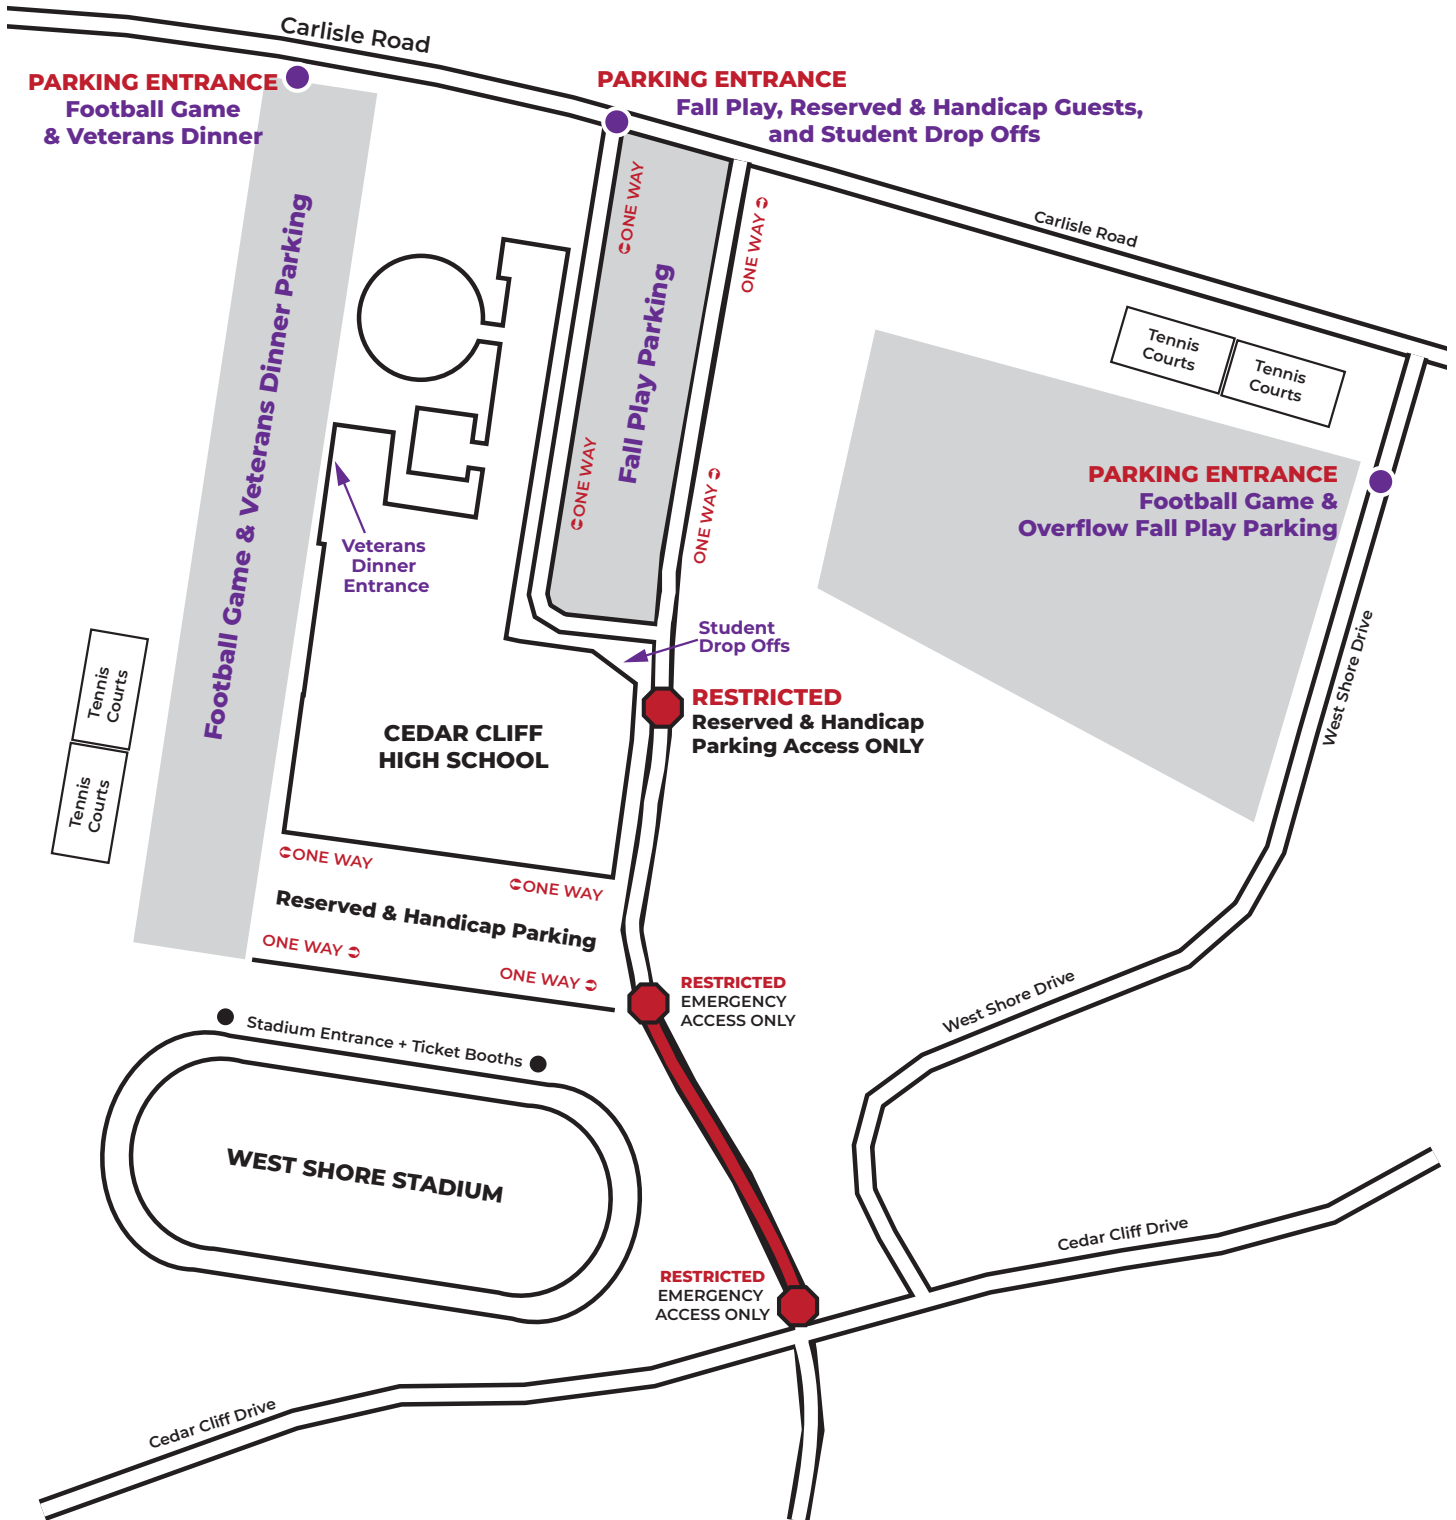 Carlisle Road
PARKING ENTRANCE
Football Game
& Veterans Dinner
PARKING ENTRANCE
Fall Play, Reserved & Handicap Guests,
and Student Drop Offs
ONE WAY
ONE WAY
Carlisle Road
Football Game & Veterans Dinner Parking
Fall Play Parking
Tennis
Courts
Tennis
Courts
ONE WAY
ONE WAY
PARKING ENTRANCE
Football Game &
Overflow Fall Play Parking
Veterans
Dinner
Entrance
Student
Drop Offs
West Shore Drive
Tennis
Courts
Tennis
Courts
RESTRICTED
Reserved & Handicap
Parking Access ONLY
CEDAR CLIFF
HIGH SCHOOL
ONE WAY
ONE WAY
Reserved & Handicap Parking
ONE WAY
ONE WAY
RESTRICTED
EMERGENCY
ACCESS ONLY
West Shore Drive
Stadium Entrance + Ticket Booths
WEST SHORE STADIUM
Cedar Cliff Drive
RESTRICTED
EMERGENCY
ACCESS ONLY
Cedar Cliff Drive